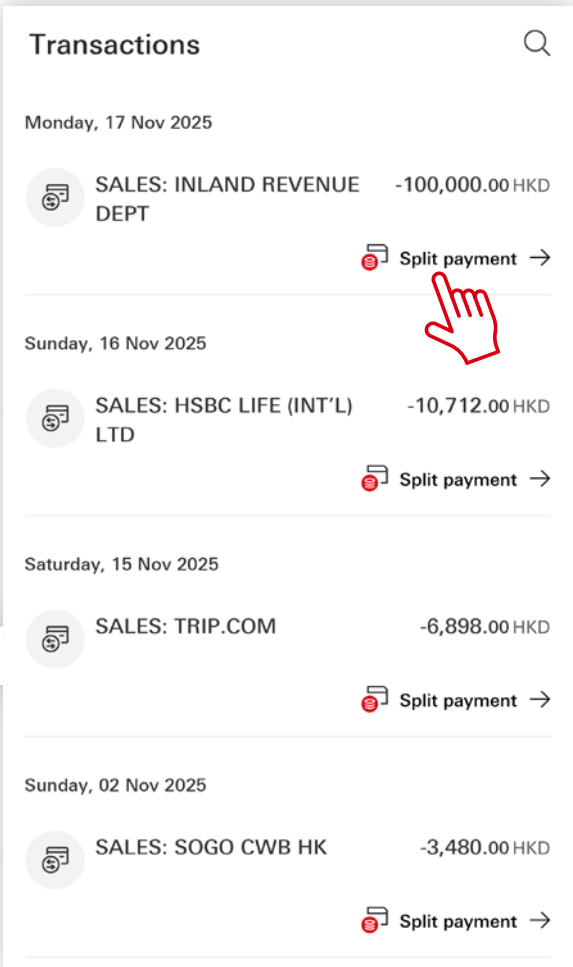 Transactions
Monday, 17 Nov 2025
SALES: INLAND REVENUE -100,000.00 HKD
DEPT
Split payment →
Sunday, 16 Nov 2025
SALES: HSBC LIFE (INT'L) -10,712.00 HKD
LTD
Split payment →
Saturday, 15 Nov 2025
SALES: TRIP.COM -6,898.00 HKD
Split payment →
Sunday, 02 Nov 2025
SALES: SOGO CWB HK -3,480.00 HKD
Split payment →